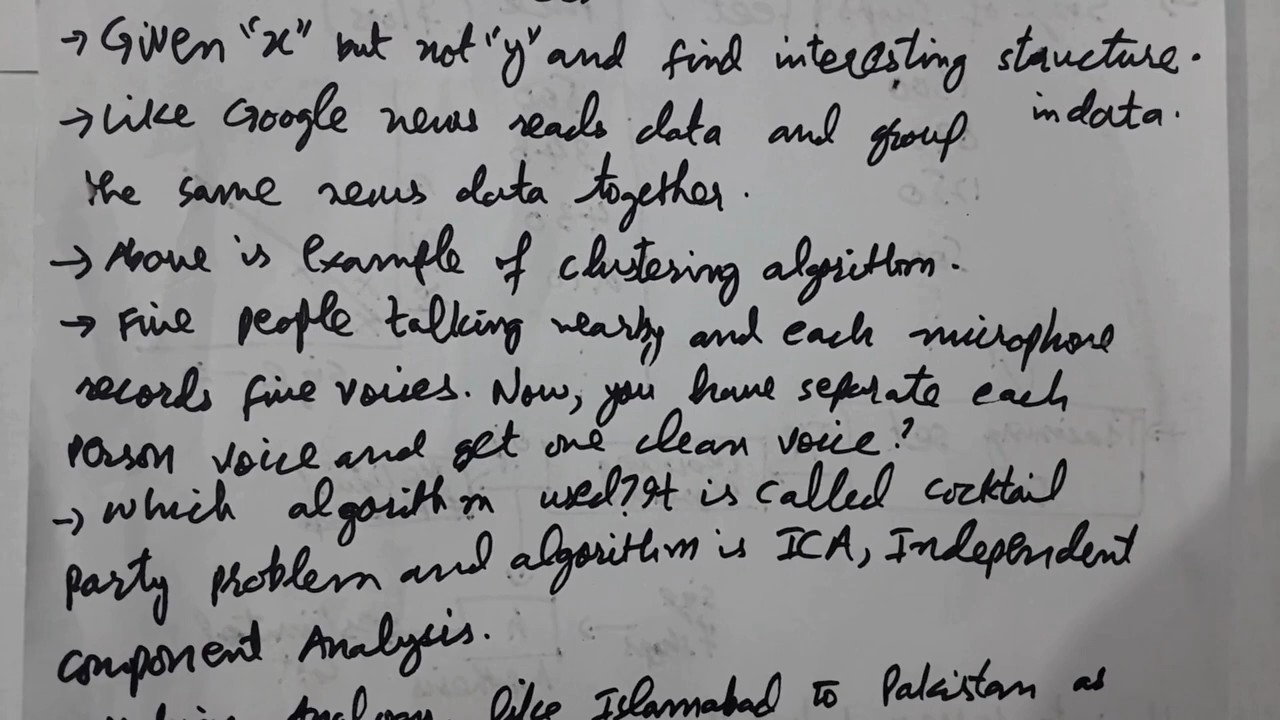 → Given "x" but not "y" and find interesting structure.
→ Like Google news reads data and group in data.
the same news data together.
→ Above is Example of clustering algorithm.
→ Five people talking nearby and each microphone
records five voices. Now, you have separate each
person voice and get one clean voice?
→ which algorithm used? It is called cocktail
party problem and algorithm is ICA, Independent
component Analysis.
Analogy like Islamabad to Pakistan as